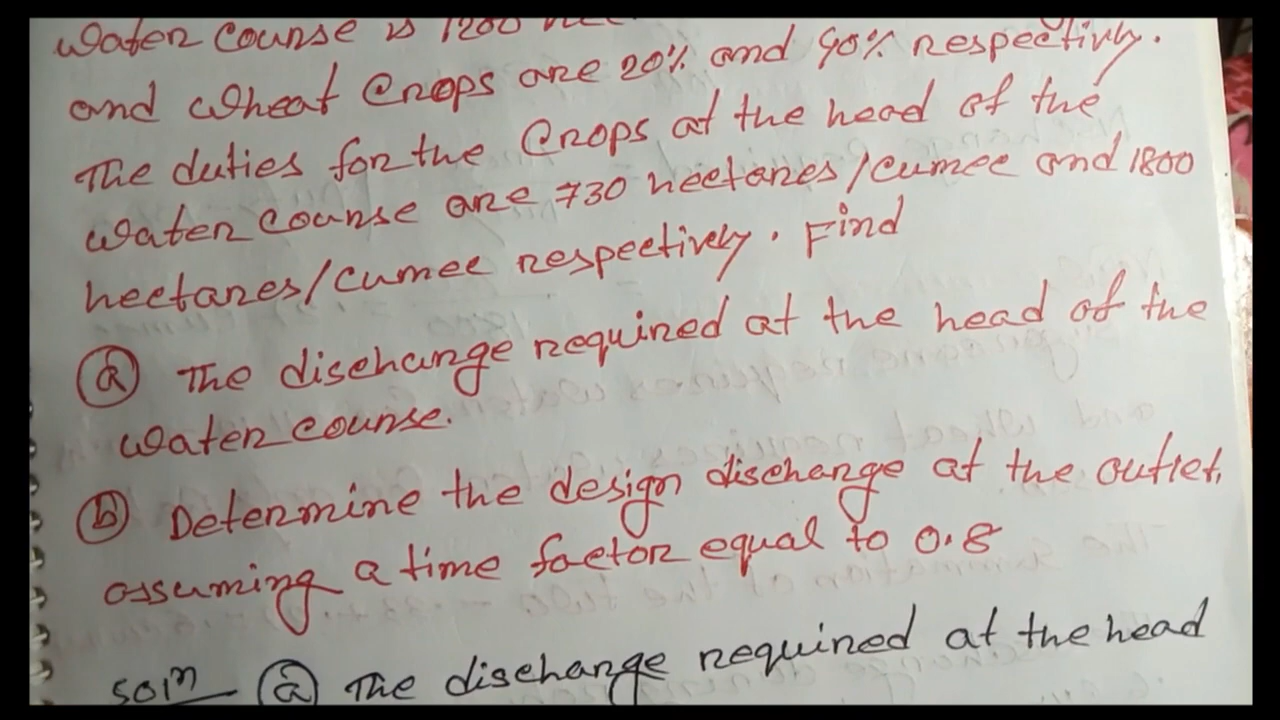 water course is 1200
and wheat crops are 20% and 40% respectively.
The duties for the crops at the head of the
water course are 730 hectares/cumec and 1800
hectares/cumec respectively. Find
(a) The discharge required at the head of the
water course.
(b) Determine the design discharge at the outlet,
assuming a time factor equal to 0.8
Solⁿ (a) The discharge required at the head